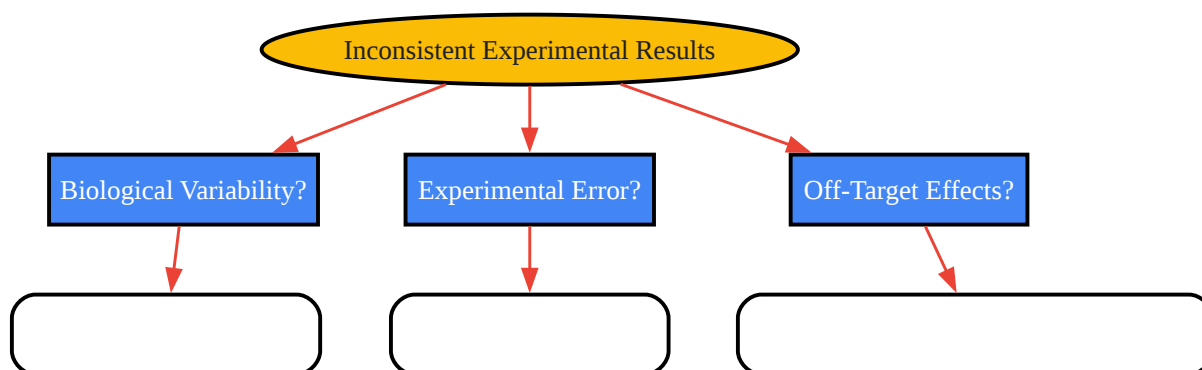 Inconsistent Experimental Results
Biological Variability?
Experimental Error?
Off-Target Effects?